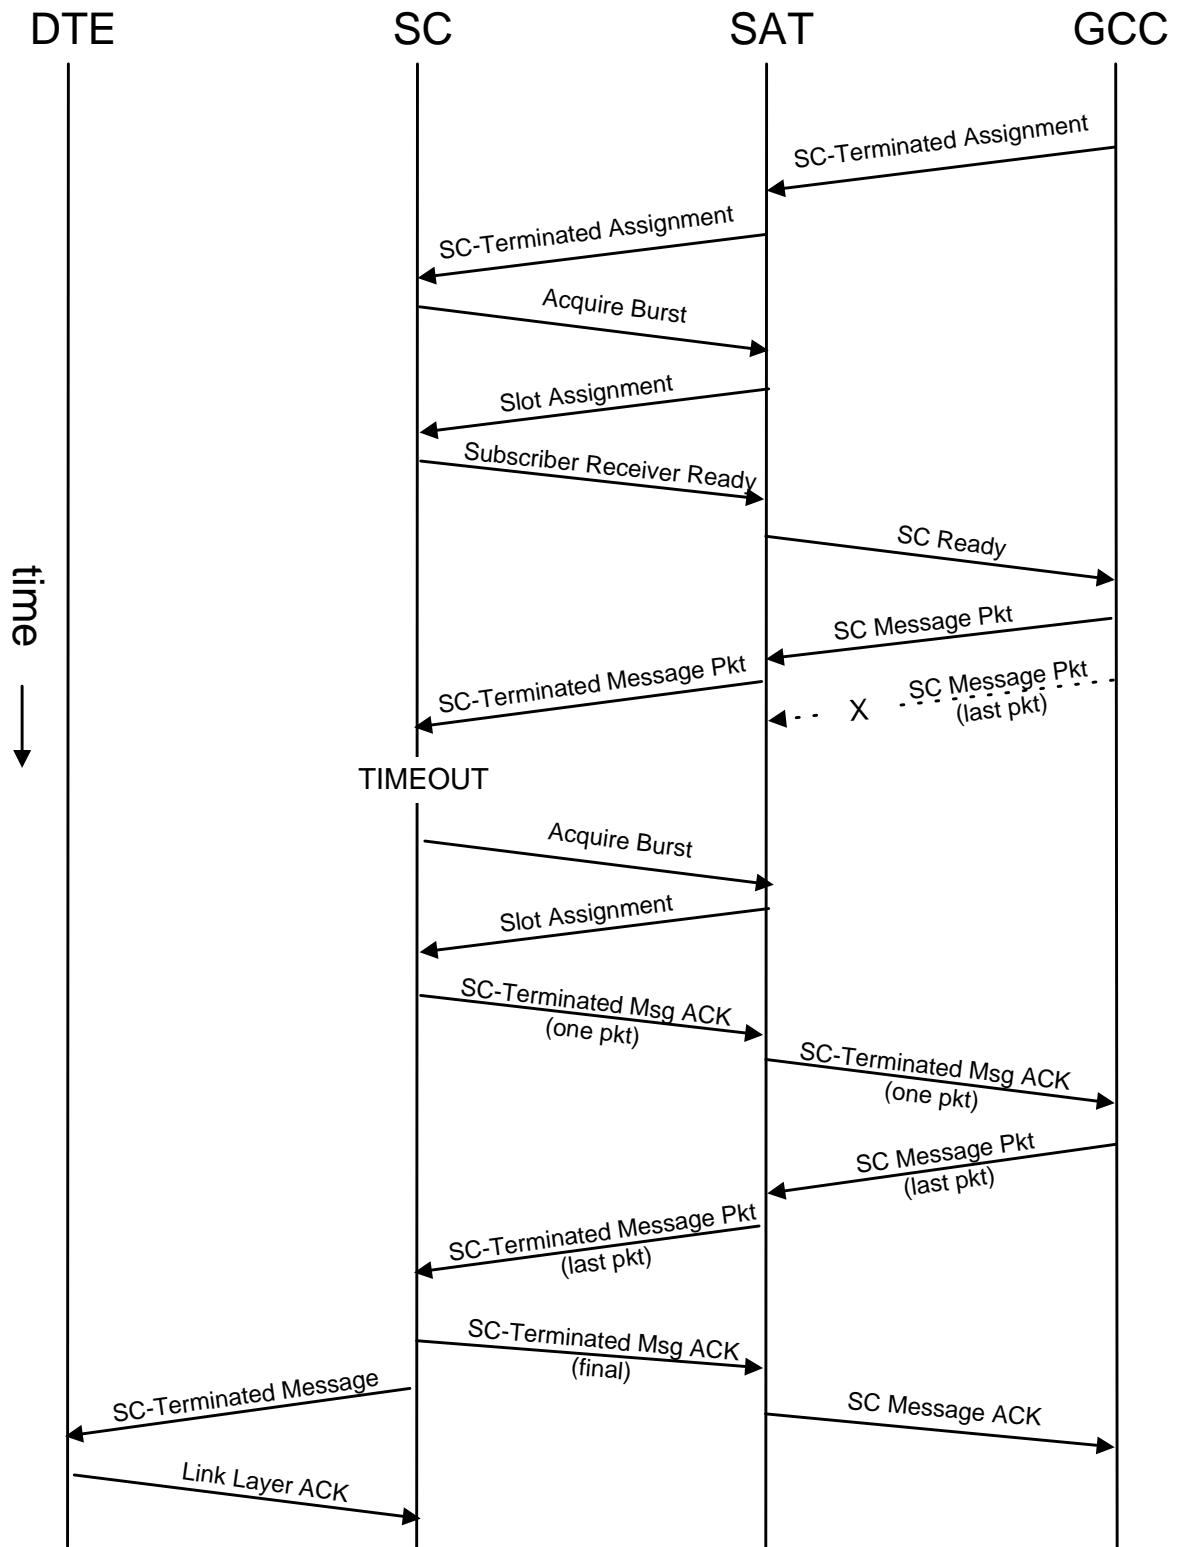 DTE SC SAT GCC
SC-Terminated Assignment
SC-Terminated Assignment
Acquire Burst
Slot Assignment
Subscriber Receiver Ready
SC Ready
time
SC Message Pkt
SC-Terminated Message Pkt
SC Message Pkt
(last pkt)
X
TIMEOUT
Acquire Burst
Slot Assignment
SC-Terminated Msg ACK
(one pkt)
SC-Terminated Msg ACK
(one pkt)
SC Message Pkt
(last pkt)
SC-Terminated Message Pkt
(last pkt)
SC-Terminated Msg ACK
(final)
SC-Terminated Message
SC Message ACK
Link Layer ACK